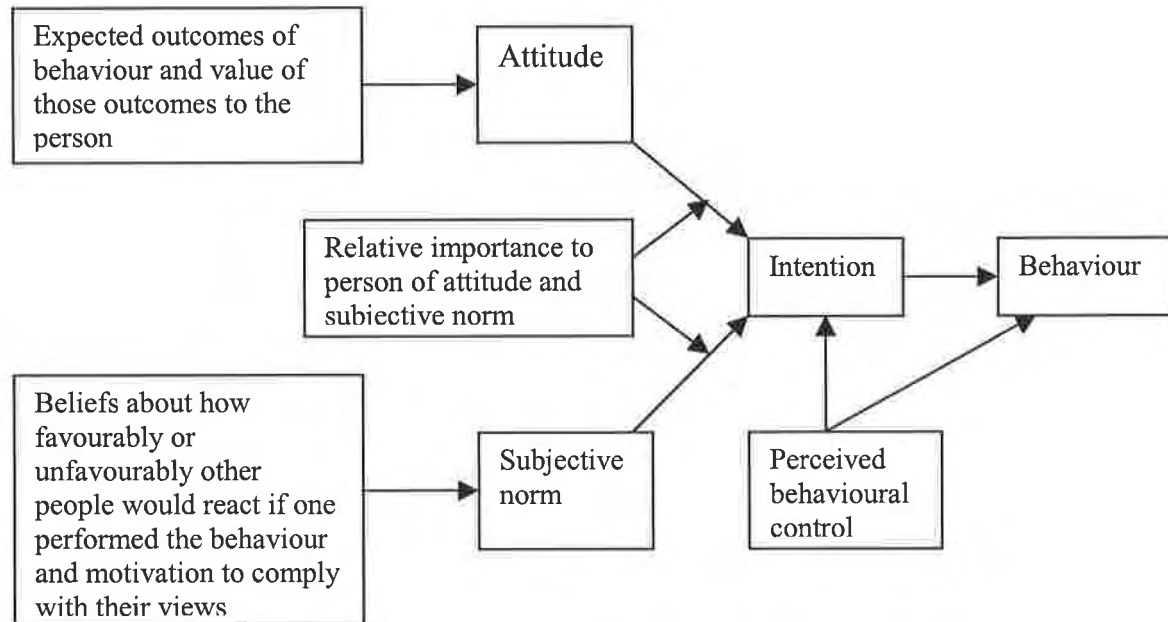 Expected outcomes of
behaviour and value of
those outcomes to the
person
Attitude
Relative importance to
person of attitude and
subiective norm
Intention
Behaviour
Beliefs about how
favourably or
unfavourably other
people would react if one
performed the behaviour
and motivation to comply
with their views
Subjective
norm
Perceived
behavioural
control